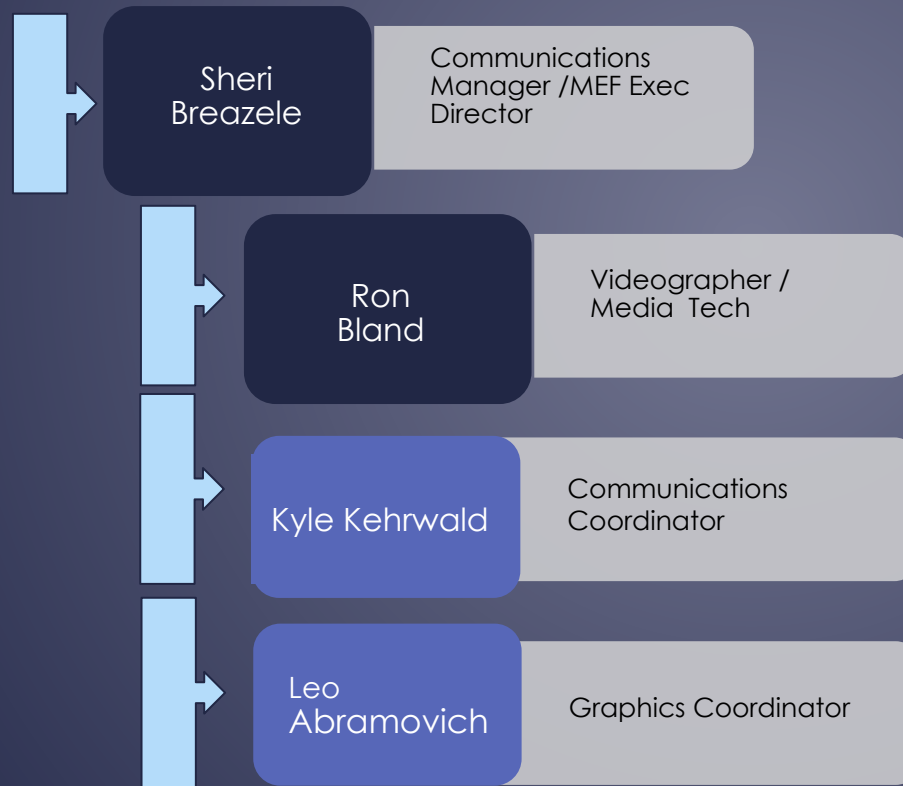 Sheri
Breazele
Communications
Manager /MEF Exec
Director
Ron
Bland
Videographer /
Media Tech
Kyle Kehrwald
Communications
Coordinator
Leo
Abramovich
Graphics Coordinator